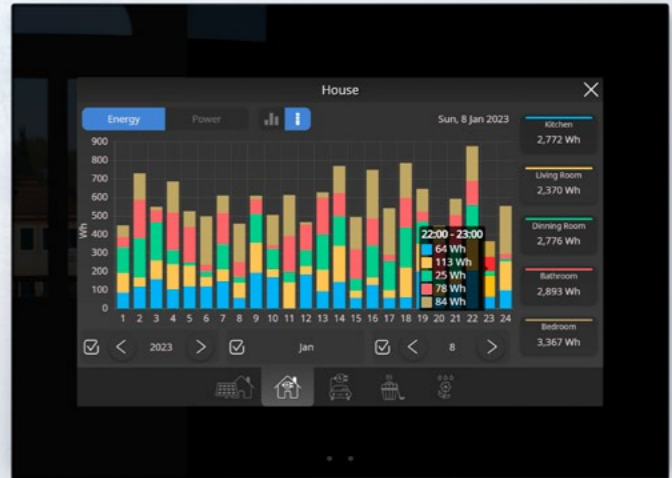 House
Energy
Power
Sun, 8 Jan 2023
900
800
700
600
500
400
300
200
100
0
Wh
1 2 3 4 5 6 7 8 9 10 11 12 13 14 15 16 17 18 19 20 21 22 23 24
22:00 - 23:00
64 Wh
113 Wh
25 Wh
78 Wh
84 Wh
Kitchen
2,772 Wh
Living Room
2,370 Wh
Dinning Room
2,776 Wh
Bathroom
2,893 Wh
Bedroom
3,367 Wh
2023
Jan
8